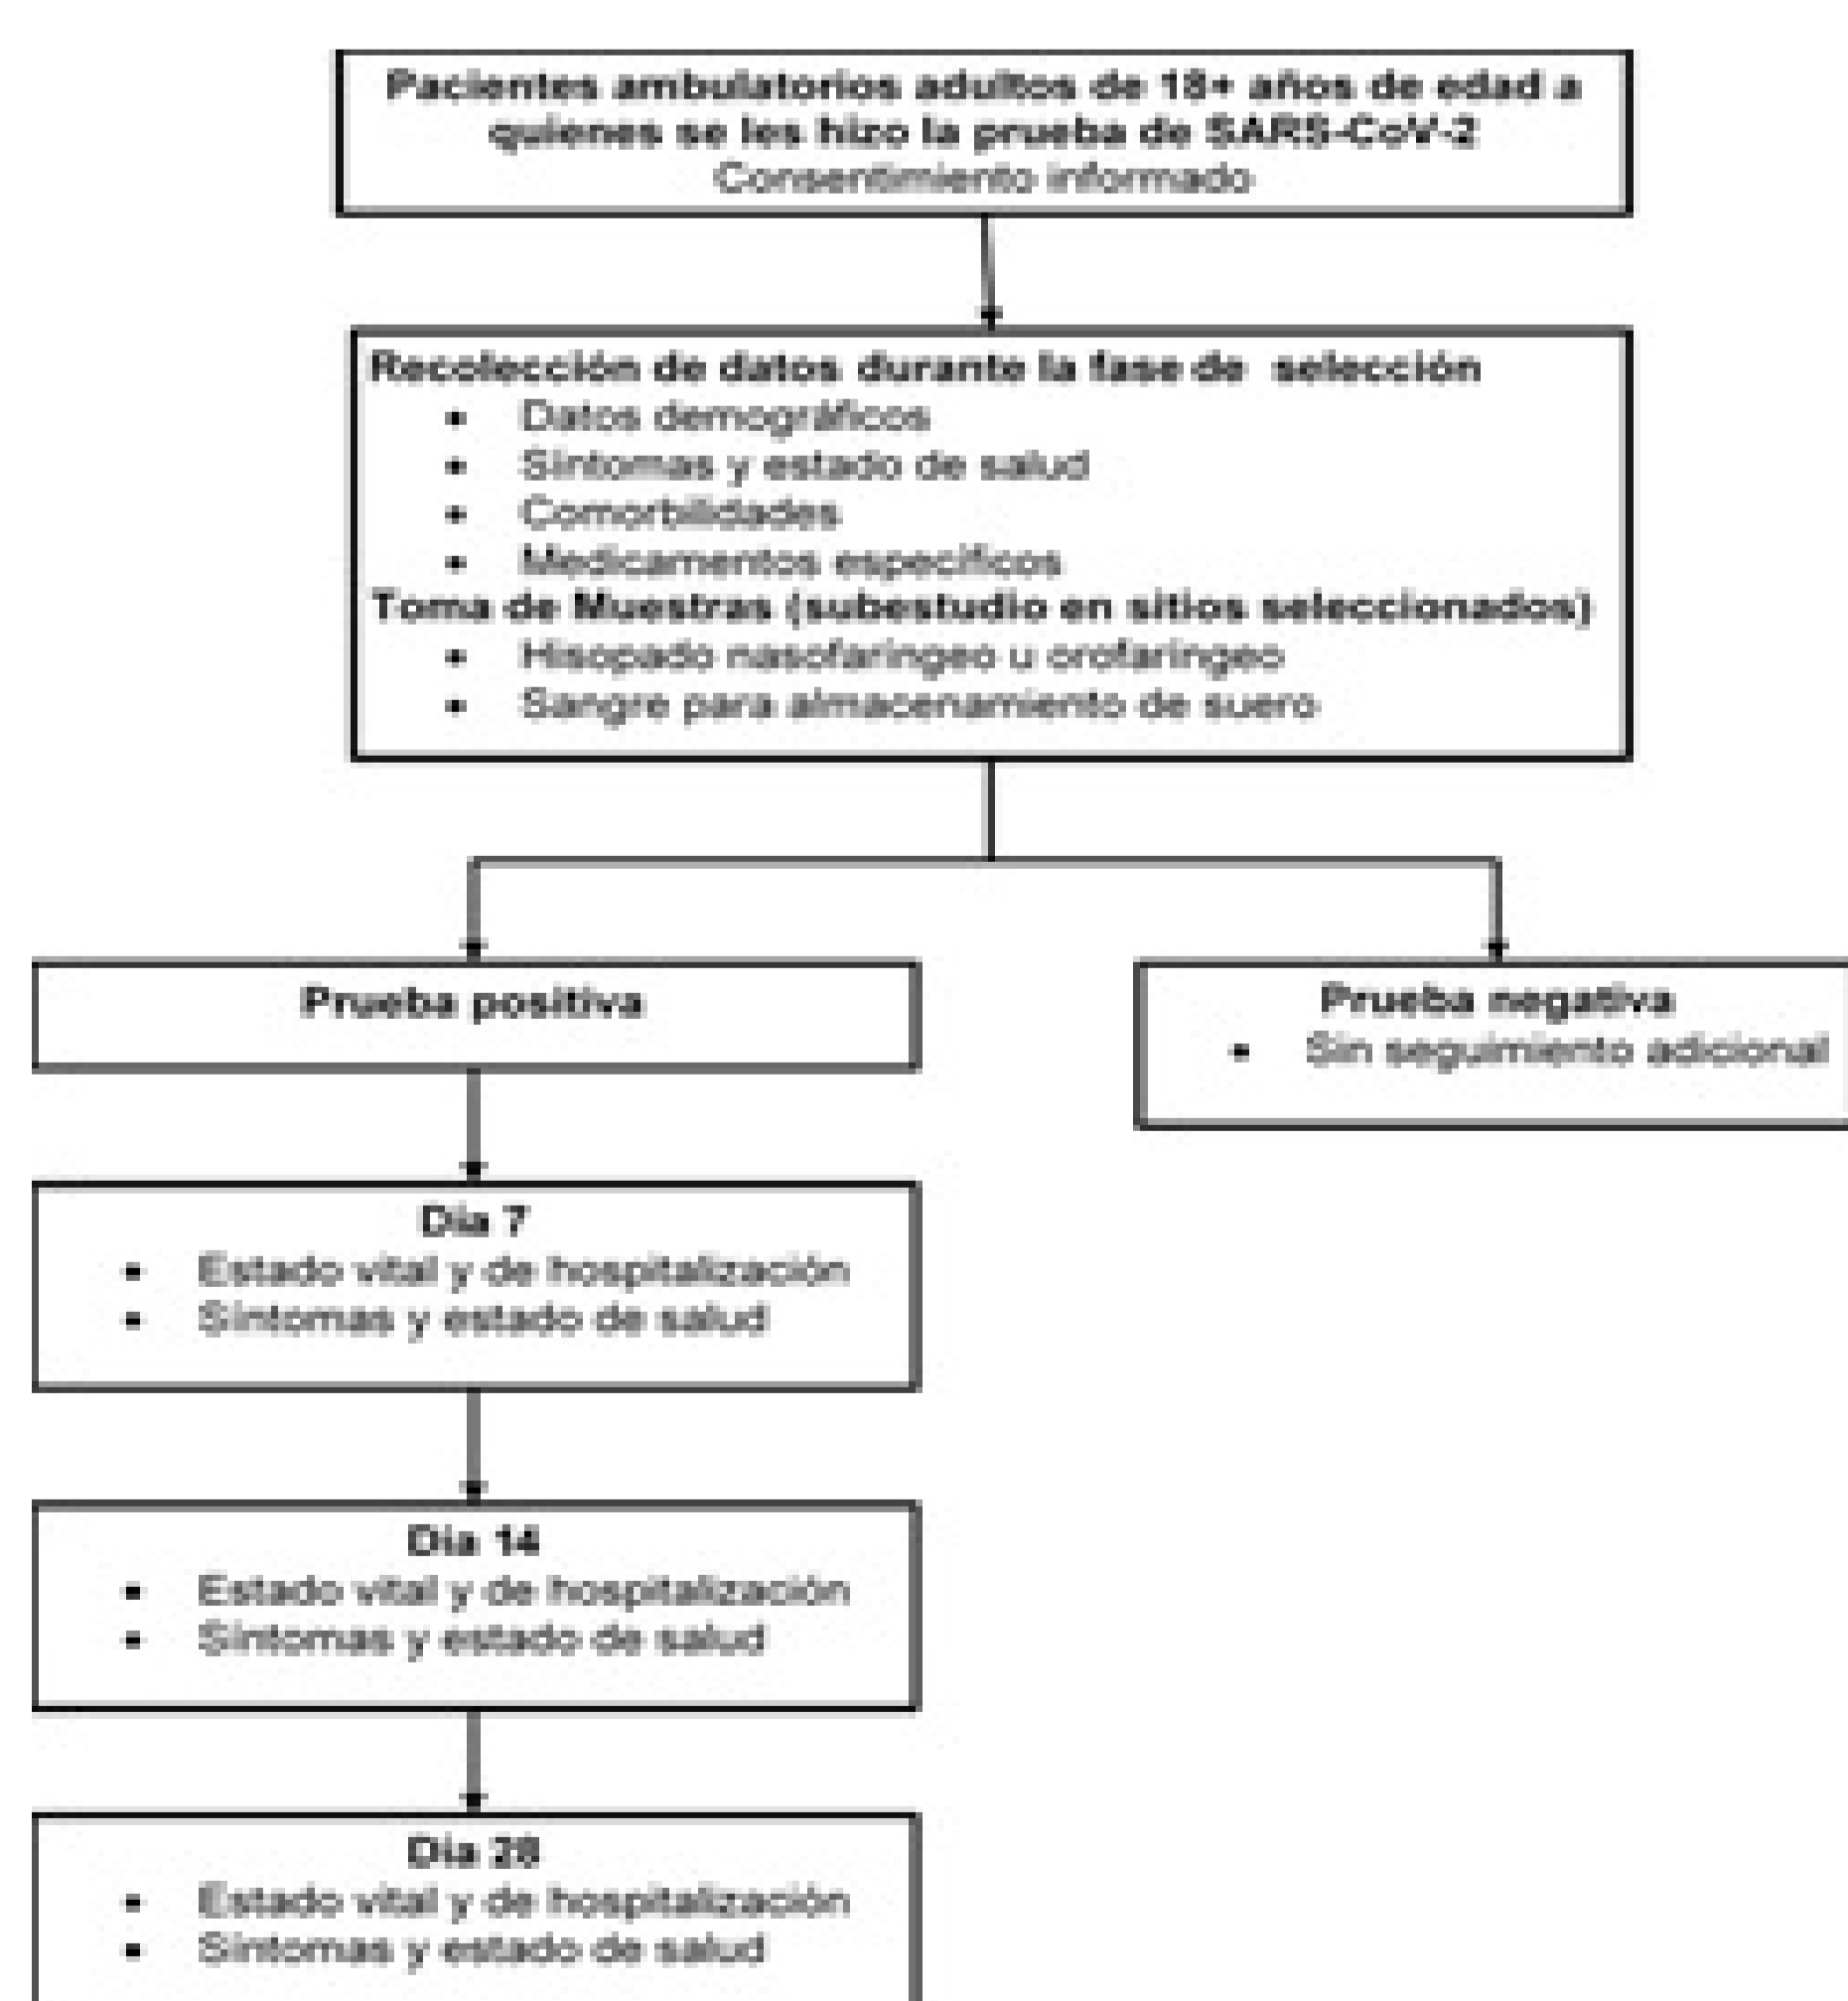 Pacientes ambulatorios adultos de 18+ años de edad a
quienes se les hizo la prueba de SARS-CoV-2
Consentimiento informado
Recolección de datos durante la fase de selección
• Datos demográficos
• Síntomas y estado de salud
• Comorbilidades
• Medicamentos específicos
Toma de Muestras (subestudio en sitios seleccionados)
• Hisopado nasofaríngeo u orofaríngeo
• Sangre para almacenamiento de suero
Prueba positiva
Prueba negativa
• Sin seguimiento adicional
Día 7
• Estado vital y de hospitalización
• Síntomas y estado de salud
Día 14
• Estado vital y de hospitalización
• Síntomas y estado de salud
Día 28
• Estado vital y de hospitalización
• Síntomas y estado de salud